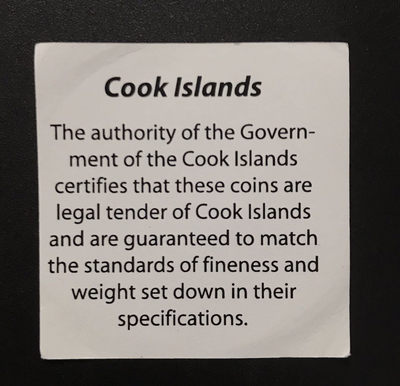 Cook Islands
The authority of the Govern-
ment of the Cook Islands
certifies that these coins are
legal tender of Cook Islands
and are guaranteed to match
the standards of fineness and
weight set down in their
specifications.